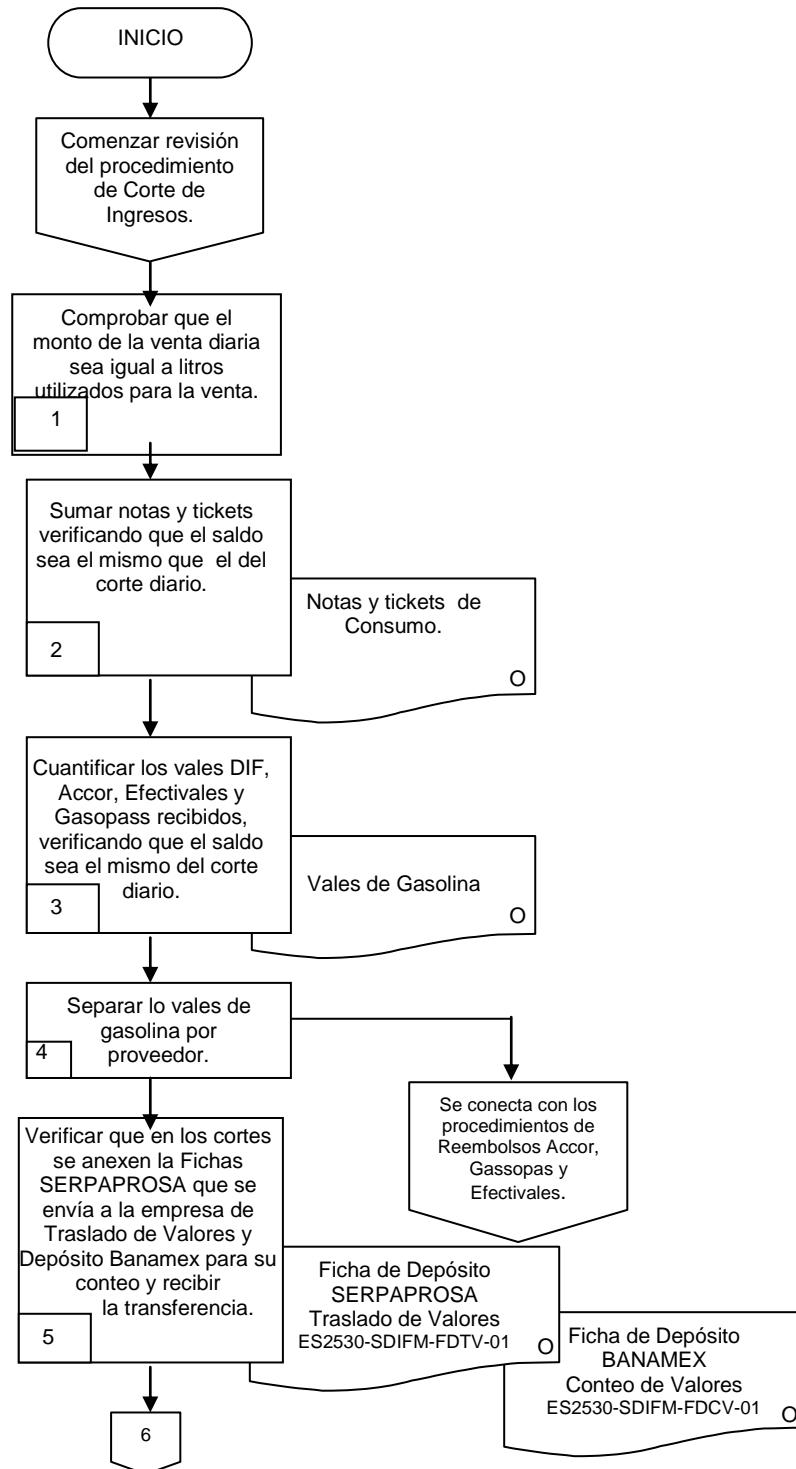 INICIO
Comenzar revisión
del procedimiento
de Corte de
Ingresos.
Comprobar que el
monto de la venta diaria
sea igual a litros
utilizados para la venta.
1
Sumar notas y tickets
verificando que el saldo
sea el mismo que el del
corte diario.
2
Notas y tickets de
Consumo.
O
Cuantificar los vales DIF,
Accor, Efectivales y
Gasopass recibidos,
verificando que el saldo
sea el mismo del corte
diario.
3
Vales de Gasolina
O
Separar lo vales de
gasolina por
proveedor.
4
Se conecta con los
procedimientos de
Reembolsos Accor,
Gassopas y
Efectivales.
Verificar que en los cortes
se anexen la Fichas
SERPAPROSA que se
envía a la empresa de
Traslado de Valores y
Depósito Banamex para su
conteo y recibir
la transferencia.
5
Ficha de Depósito
SERPAPROSA
Traslado de Valores
ES2530-SDIFM-FDTV-01
O
Ficha de Depósito
BANAMEX
Conteo de Valores
ES2530-SDIFM-FDCV-01
O
6